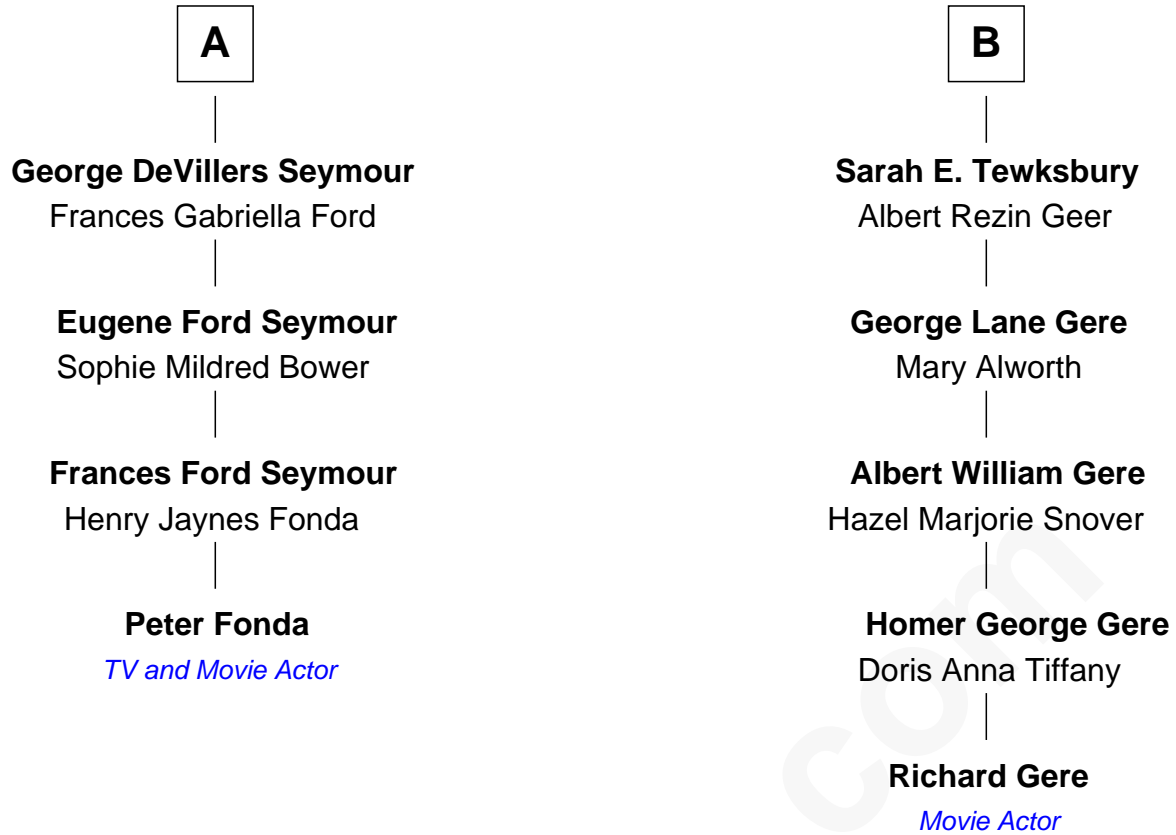 A
George DeVillers Seymour
Frances Gabriella Ford
Eugene Ford Seymour
Sophie Mildred Bower
Frances Ford Seymour
Henry Jaynes Fonda
Peter Fonda
TV and Movie Actor
B
Sarah E. Tewksbury
Albert Rezin Geer
George Lane Gere
Mary Alworth
Albert William Gere
Hazel Marjorie Snover
Homer George Gere
Doris Anna Tiffany
Richard Gere
Movie Actor
com